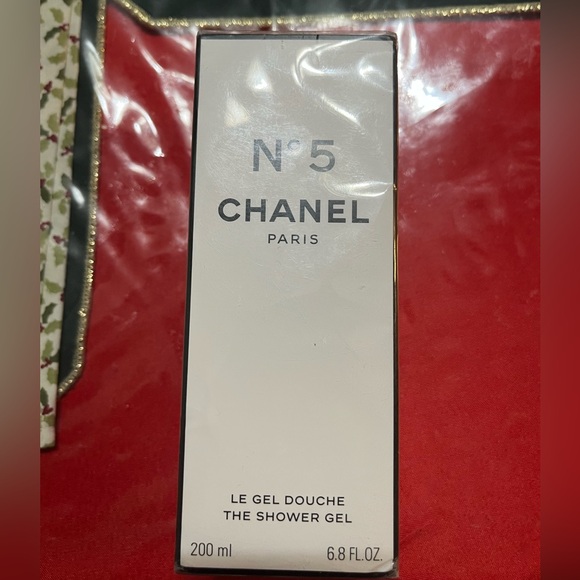 N°5
CHANEL
PARIS
LE GEL DOUCHE
THE SHOWER GEL
200 ml 6.8 FL.OZ.